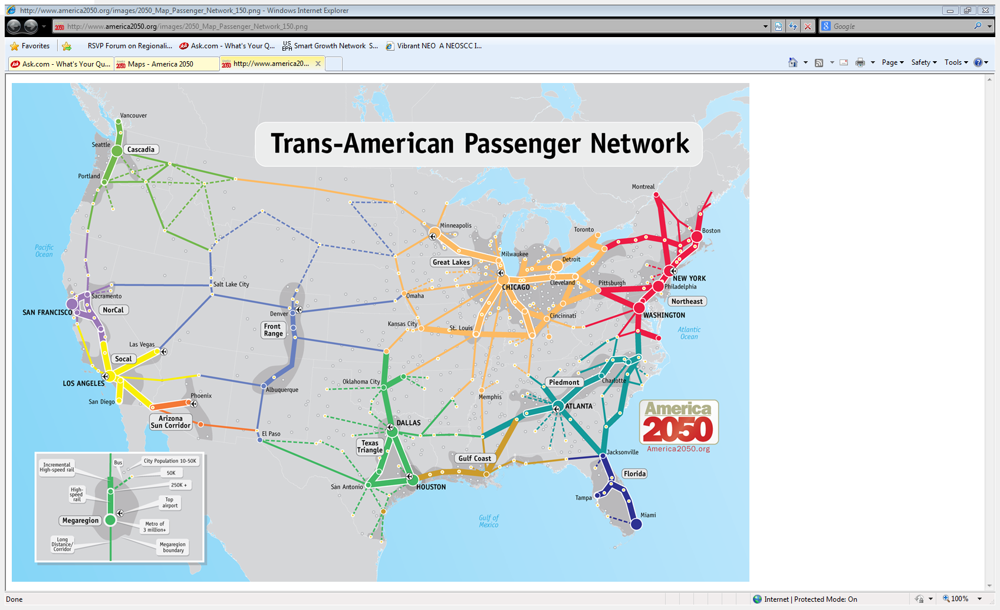 http://www.america2050.org/images/2050_Map_Passenger_Network_150.png - Windows Internet Explorer
http://www.america2050.org/images/2050_Map_Passenger_Network_150.png
Google
Favorites
RSVP Forum on Regionali...
Ask.com - What's Your Q...
US EPA
Smart Growth Network S...
Vibrant NEO A NEOSCC I...
Ask.com - What's Your Qu...
Maps - America 2050
http://www.america20...
Page
Safety
Tools
Trans-American Passenger Network
Vancouver
Seattle
Cascadia
Portland
Montreal
Minneapolis
Toronto
Boston
Pacific
Ocean
Milwaukee
Great Lakes
Detroit
NEW YORK
Salt Lake City
CHICAGO
Cleveland
Pittsburgh
Philadelphia
Sacramento
Omaha
Northeast
SAN FRANCISCO
NorCal
Denver
Cincinnati
WASHINGTON
Front
Range
Kansas City
St. Louis
Atlantic
Ocean
Las Vegas
Socal
LOS ANGELES
Oklahoma City
Piedmont
Charlotte
Albuquerque
San Diego
Phoenix
Memphis
ATLANTA
Arizona
Sun Corridor
DALLAS
America
2050
America2050.org
El Paso
Texas
Triangle
Gulf Coast
Jacksonville
San Antonio
HOUSTON
Florida
Tampa
Miami
Gulf of
Mexico
Incremental
High-speed rail
Bus
City Population 10-50K
50K
250K +
High-
speed
rail
Top
airport
Megaregion
Metro of
3 million+
Long
Distance/
Corridor
Megaregion
boundary
Done
Internet | Protected Mode: On
100%